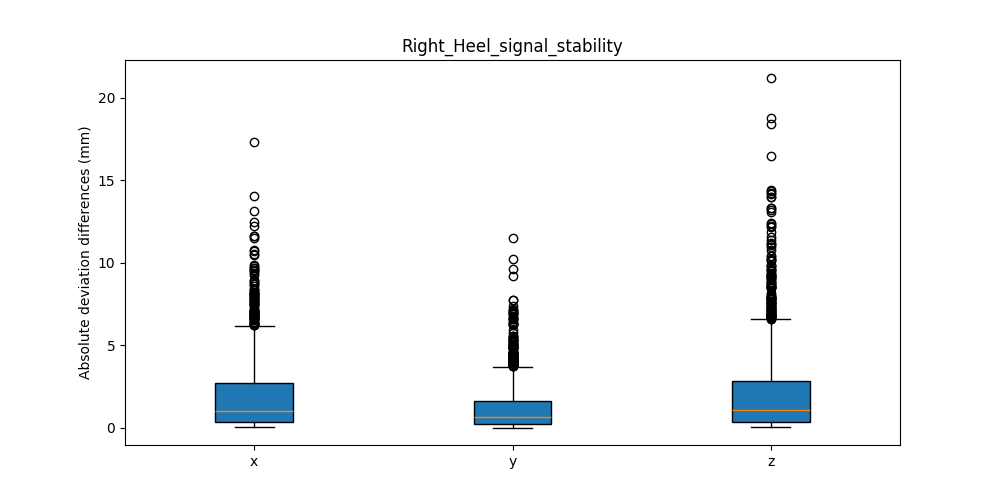 Right_Heel_signal_stability
Absolute deviation differences (mm)
20
15
10
5
0
x
y
z